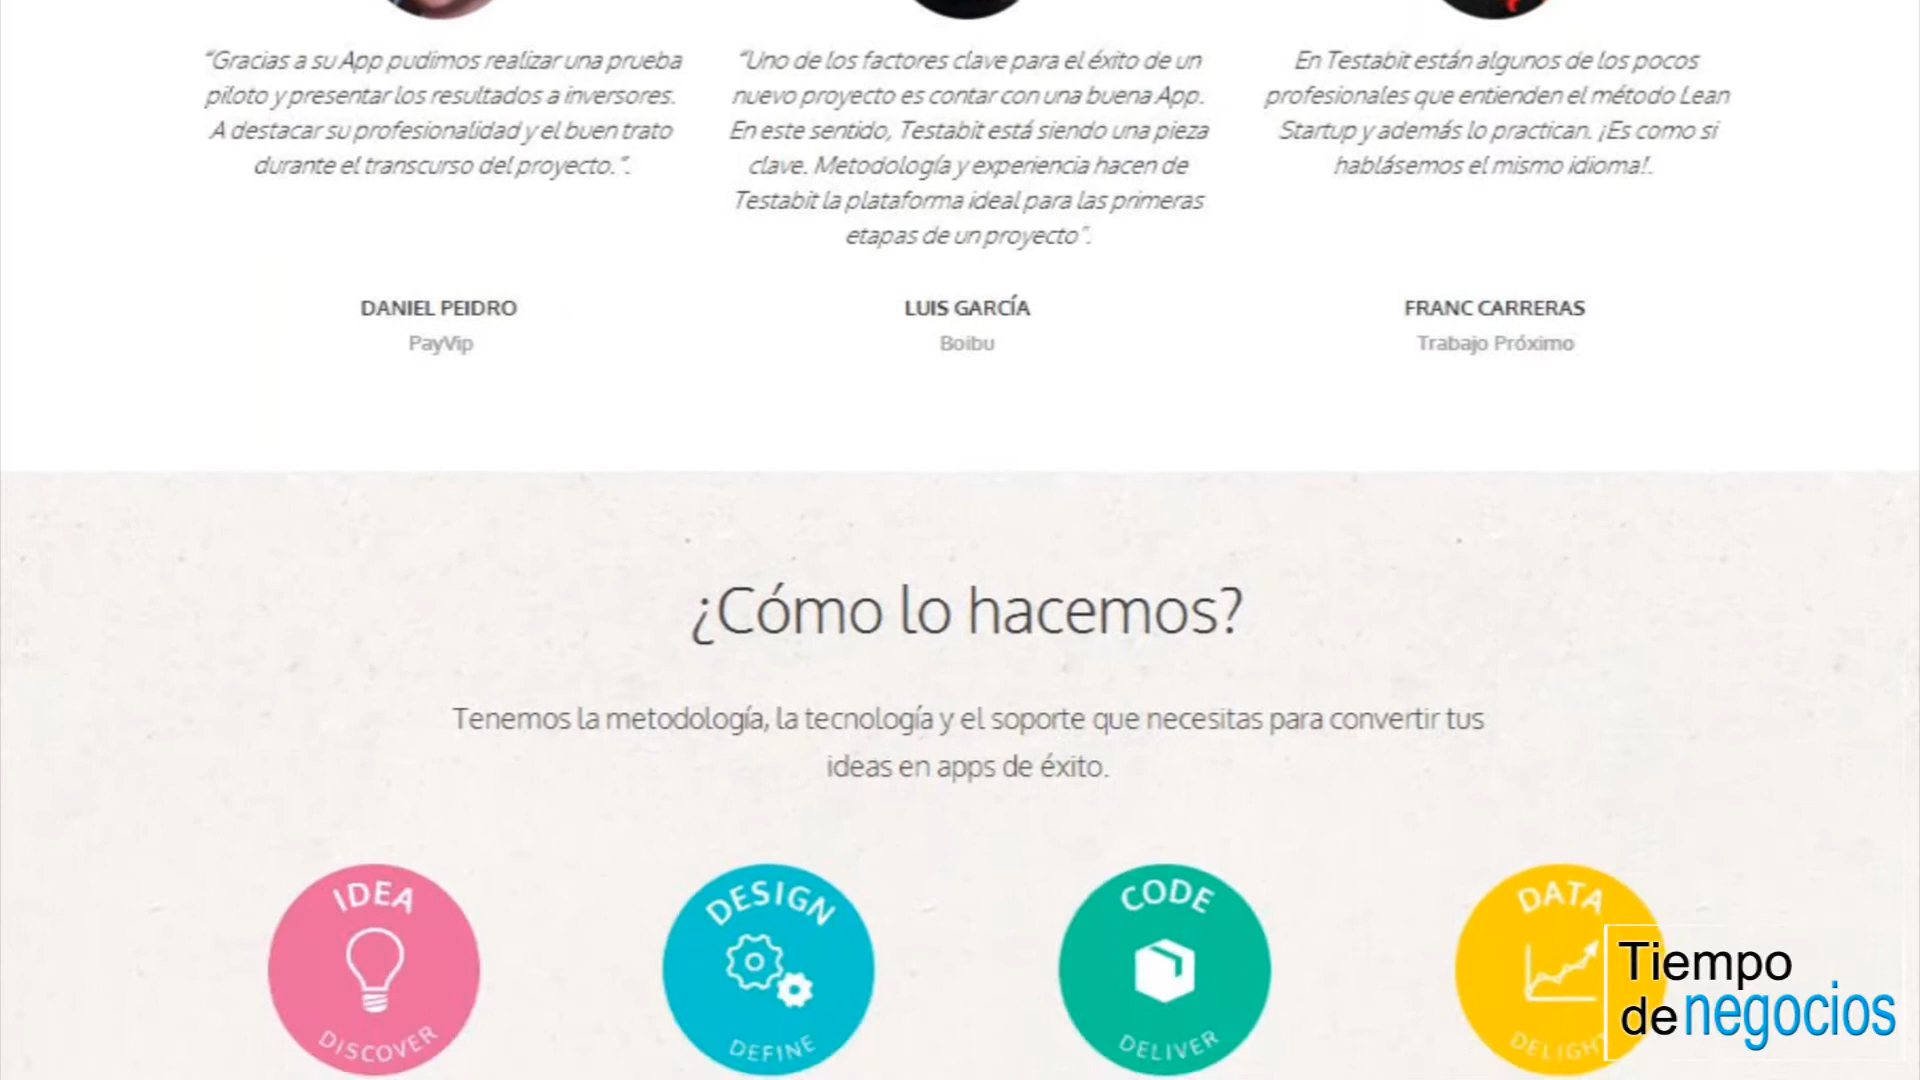 “Gracias a su App pudimos realizar una prueba
piloto y presentar los resultados a inversores.
A destacar su profesionalidad y el buen trato
durante el transcurso del proyecto.“.
DANIEL PEIDRO
PayVip
“Uno de los factores clave para el éxito de un
nuevo proyecto es contar con una buena App.
En este sentido, Testabit está siendo una pieza
clave. Metodología y experiencia hacen de
Testabit la plataforma ideal para las primeras
etapas de un proyecto”.
LUIS GARCÍA
Boibu
En Testabit están algunos de los pocos
profesionales que entienden el método Lean
Startup y además lo practican. ¡Es como si
hablásemos el mismo idioma!.
FRANC CARRERAS
Trabajo Próximo
¿Cómo lo hacemos?
Tenemos la metodología, la tecnología y el soporte que necesitas para convertir tus
ideas en apps de éxito.
IDEA
DISCOVER
DESIGN
DEFINE
CODE
DELIVER
DATA
DELIGHT
Tiempo
de negocios